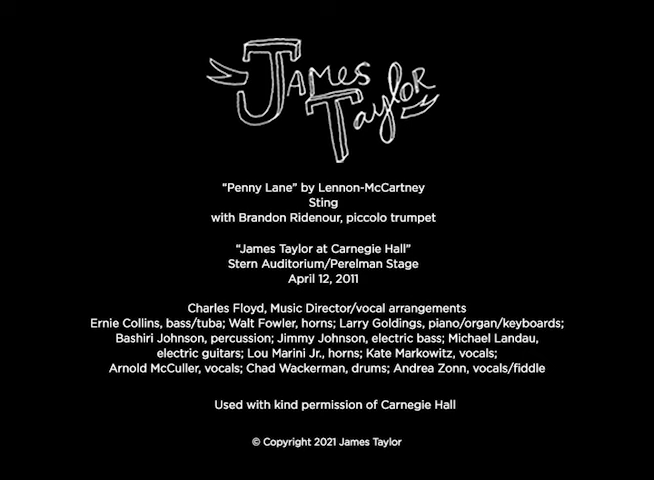 James
Taylor
“Penny Lane” by Lennon-McCartney
Sting
with Brandon Ridenour, piccolo trumpet
“James Taylor at Carnegie Hall”
Stern Auditorium/Perelman Stage
April 12, 2011
Charles Floyd, Music Director/vocal arrangements
Ernie Collins, bass/tuba; Walt Fowler, horns; Larry Goldings, piano/organ/keyboards;
Bashiri Johnson, percussion; Jimmy Johnson, electric bass; Michael Landau,
electric guitars; Lou Marini Jr., horns; Kate Markowitz, vocals;
Arnold McCuller, vocals; Chad Wackerman, drums; Andrea Zonn, vocals/fiddle
Used with kind permission of Carnegie Hall
© Copyright 2021 James Taylor